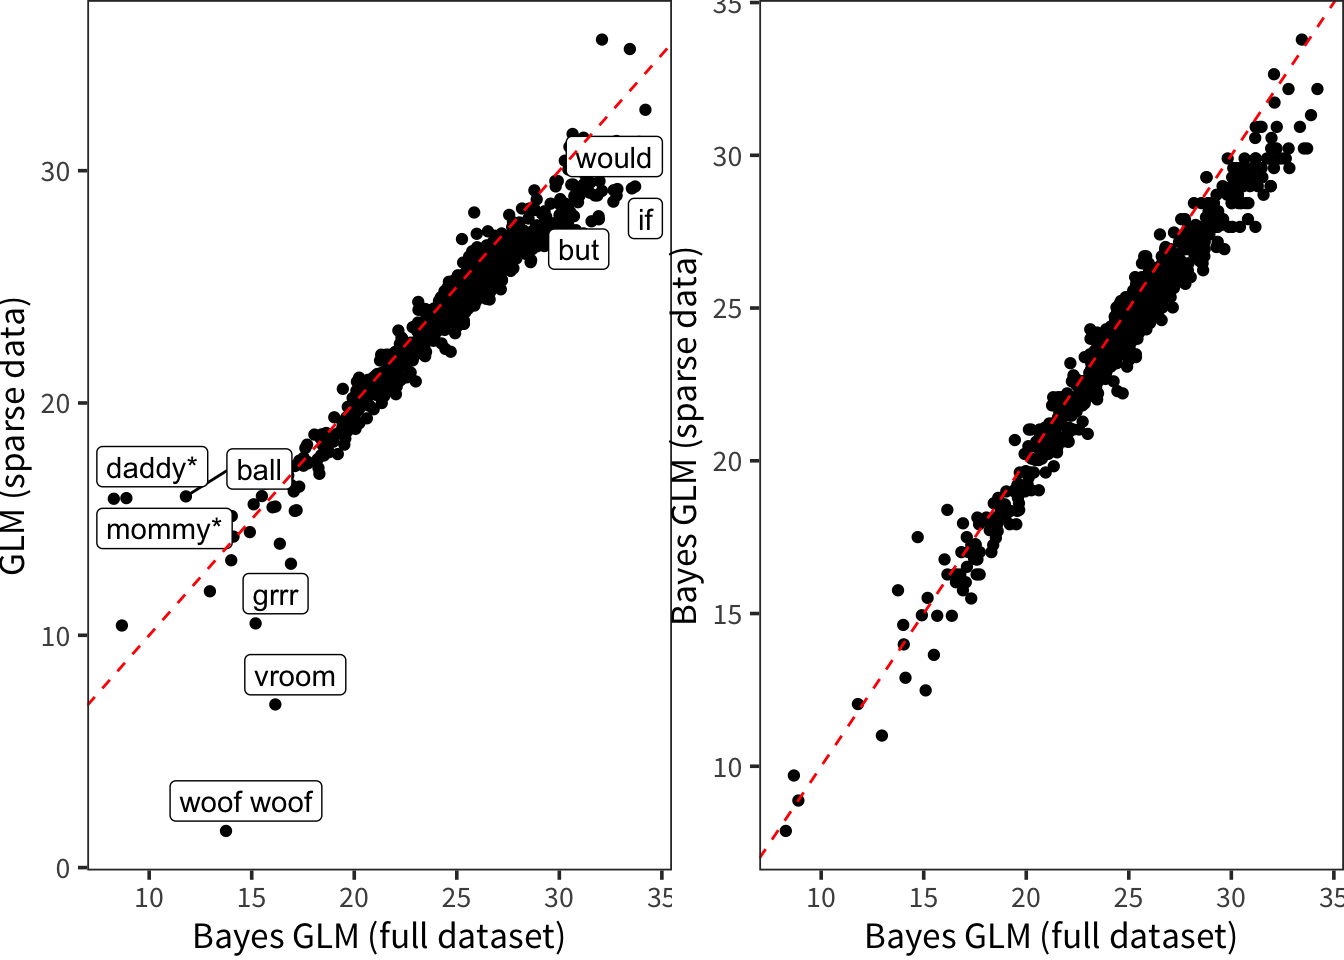 GLM (sparse data)
30
20
10
0
would
if
but
daddy*
ball
mommy*
grrr
vroom
woof woof
10 15 20 25 30 35
Bayes GLM (full dataset)
Bayes GLM (sparse data)
35
30
25
20
15
10
10 15 20 25 30 35
Bayes GLM (full dataset)